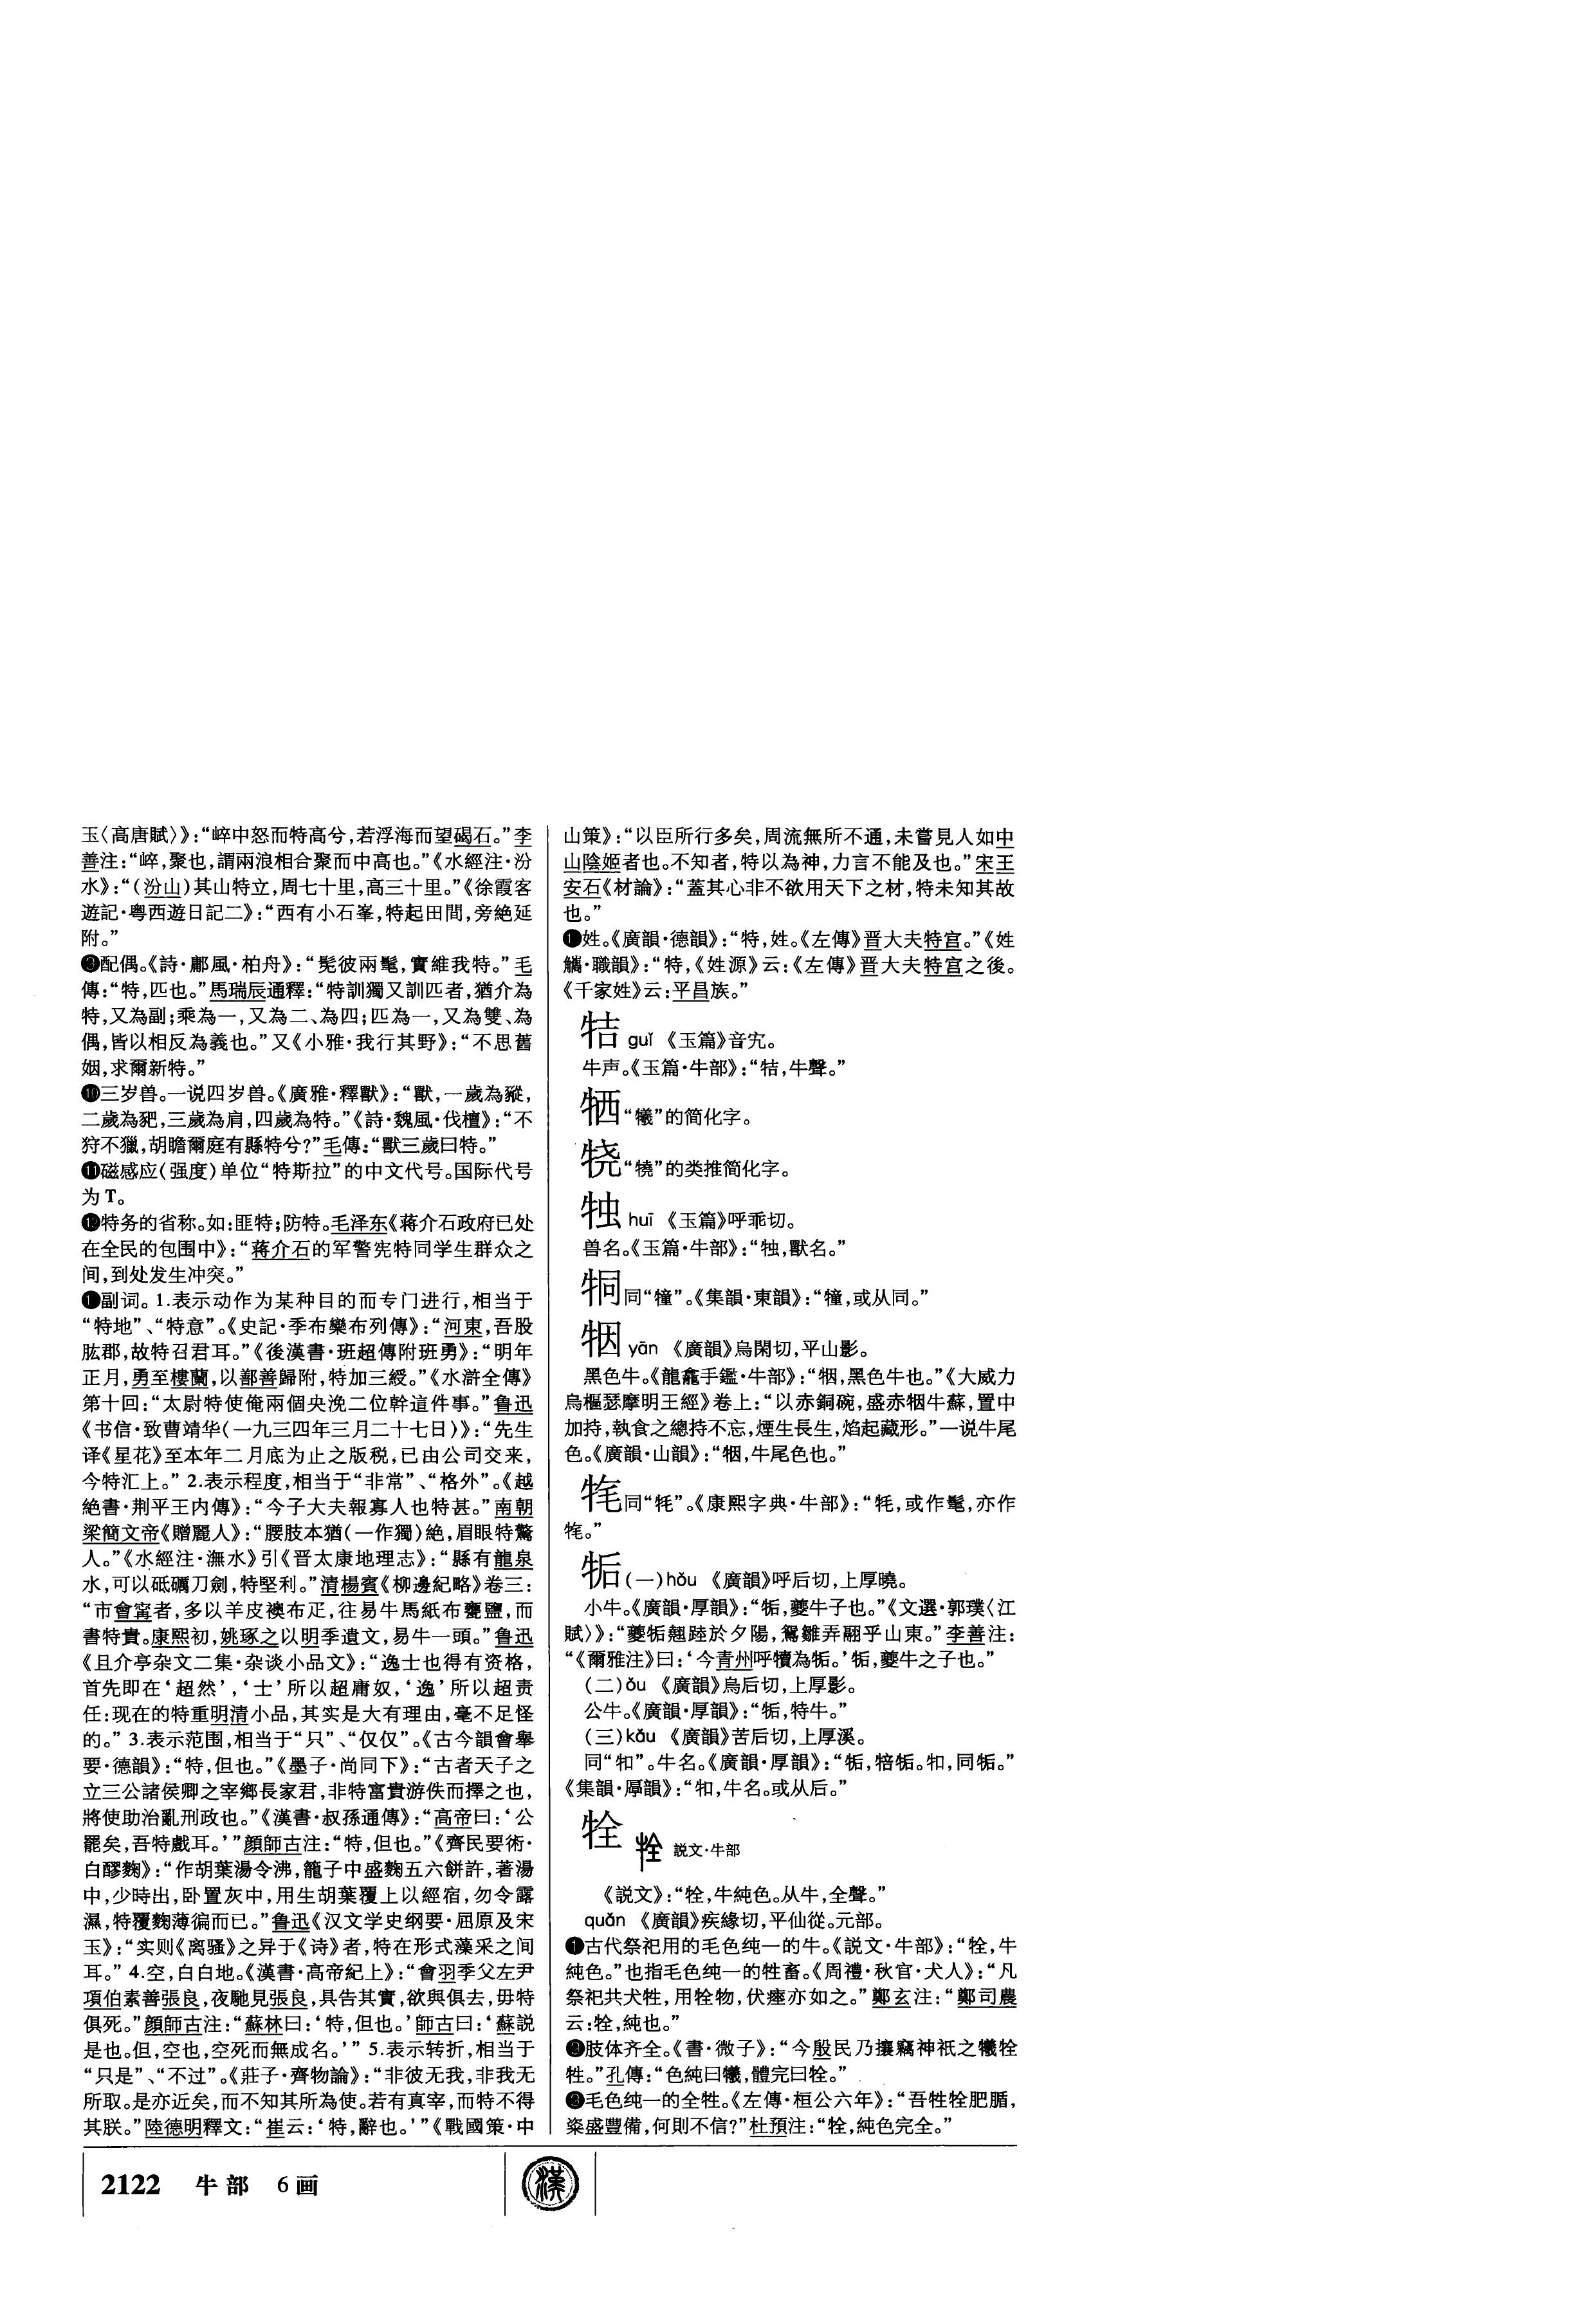 玉〈高唐賦〉》：“崪中怒而特高兮，若浮海而望碣石。”李
善注：“崪，聚也，謂兩浪相合聚而中高也。”《水經注·汾
水》：“（汾山）其山特立，周七十里，高三十里。”《徐霞客
遊記·粤西遊日記二》：“西有小石峯，特起田間，旁絶延
附。”
❾配偶。《詩·鄘風·柏舟》：“髧彼兩髦，實維我特。”毛
傳：“特，匹也。”馬瑞辰通釋：“特訓獨又訓匹者，猶介為
特，又為副；乘為一，又為二、為四；匹為一，又為雙、為
偶，皆以相反為義也。”又《小雅·我行其野》：“不思舊
姻，求爾新特。”
❿三岁兽。一说四岁兽。《廣雅·釋獸》：“獸，一歲為豵，
二歲為豝，三歲為肩，四歲為特。”《詩·魏風·伐檀》：“不
狩不獵，胡瞻爾庭有縣特兮？”毛傳：“獸三歲曰特。”
⓫磁感应（强度）单位“特斯拉”的中文代号。国际代号
为T。
⓬特务的省称。如：匪特；防特。毛泽东《蒋介石政府已处
在全民的包围中》：“蒋介石的军警宪特同学生群众之
间，到处发生冲突。”
⓭副词。1.表示动作为某种目的而专门进行，相当于
“特地”、“特意”。《史記·季布欒布列傳》：“河東，吾股
肱郡，故特召君耳。”《後漢書·班超傳附班勇》：“明年
正月，勇至樓蘭，以鄯善歸附，特加三綬。”《水滸全傳》
第十回：“太尉特使俺兩個央浼二位幹這件事。”鲁迅
《书信·致曹靖华（一九三四年三月二十七日）》：“先生
译《星花》至本年二月底为止之版税，已由公司交来，
今特汇上。” 2.表示程度，相当于“非常”、“格外”。《越
絶書·荆平王内傳》：“今子大夫報寡人也特甚。”南朝
梁簡文帝《贈麗人》：“腰肢本猶（一作獨）絶，眉眼特驚
人。”《水經注·潕水》引《晋太康地理志》：“縣有龍泉
水，可以砥礪刀劍，特堅利。”清楊賓《柳邊紀略》卷三：
“市會寧者，多以羊皮襖布疋，往易牛馬紙布甕鹽，而
書特貴。康熙初，姚琢之以明季遺文，易牛一頭。”鲁迅
《且介亭杂文二集·杂谈小品文》：“逸士也得有资格，
首先即在‘超然’，‘士’所以超庸奴，‘逸’所以超责
任：现在的特重明清小品，其实是大有理由，毫不足怪
的。” 3.表示范围，相当于“只”、“仅仅”。《古今韻會舉
要·德韻》：“特，但也。”《墨子·尚同下》：“古者天子之
立三公諸侯卿之宰鄉長家君，非特富貴游佚而擇之也，
將使助治亂刑政也。”《漢書·叔孫通傳》：“高帝曰：‘公
罷矣，吾特戲耳。’”顔師古注：“特，但也。”《齊民要術·
白醪麴》：“作胡葉湯令沸，籠子中盛麴五六餅許，著湯
中，少時出，卧置灰中，用生胡葉覆上以經宿，勿令露
濕，特覆麴薄徧而已。”鲁迅《汉文学史纲要·屈原及宋
玉》：“实则《离骚》之异于《诗》者，特在形式藻采之间
耳。” 4.空，白白地。《漢書·高帝紀上》：“會羽季父左尹
項伯素善張良，夜馳見張良，具告其實，欲與俱去，毋特
俱死。”顔師古注：“蘇林曰：‘特，但也。’師古曰：‘蘇説
是也。但，空也，空死而無成名。’” 5.表示转折，相当于
“只是”、“不过”。《莊子·齊物論》：“非彼无我，非我无
所取。是亦近矣，而不知其所為使。若有真宰，而特不得
其朕。”陸德明釋文：“崔云：‘特，辭也。’”《戰國策·中
山策》：“以臣所行多矣，周流無所不通，未嘗見人如中
山陰姬者也。不知者，特以為神，力言不能及也。”宋王
安石《材論》：“蓋其心非不欲用天下之材，特未知其故
也。”
⓮姓。《廣韻·德韻》：“特，姓。《左傳》晋大夫特宫。”《姓
觿·職韻》：“特，《姓源》云：《左傳》晋大夫特宫之後。
《千家姓》云：平昌族。”
牯 guǐ 《玉篇》音宄。
牛声。《玉篇·牛部》：“𤙖，牛聲。”
牺“犧”的简化字。
𬌗“犞”的类推简化字。
𤙡 huī 《玉篇》呼乖切。
兽名。《玉篇·牛部》：“𤙡，獸名。”
𤙓同“犝”。《集韻·東韻》：“犝，或从同。”
牰 yān 《廣韻》烏閑切，平山影。
黑色牛。《龍龕手鑑·牛部》：“𤙅，黑色牛也。”《大威力
烏樞瑟摩明王經》卷上：“以赤銅碗，盛赤𤙅牛蘇，置中
加持，執食之總持不忘，煙生長生，焰起藏形。”一说牛尾
色。《廣韻·山韻》：“𤙅，牛尾色也。”
𤙔同“牦”。《康熙字典·牛部》：“牦，或作髦，亦作
𤙔。”
㸸（一）hǒu 《廣韻》呼后切，上厚曉。
小牛。《廣韻·厚韻》：“㸸，夔牛子也。”《文選·郭璞〈江
賦〉》：“夔㸸翹踛於夕陽，鴛雛弄翮乎山東。”李善注：
“《爾雅注》曰：‘今青州呼犢為㸸。’㸸，夔牛之子也。”
（二）ǒu 《廣韻》烏后切，上厚影。
公牛。《廣韻·厚韻》：“㸸，特牛。”
（三）kǎu 《廣韻》苦后切，上厚溪。
同“㸬”。牛名。《廣韻·厚韻》：“㸸，犃㸸。㸬，同㸸。”
《集韻·厚韻》：“㸬，牛名。或从后。”
牷 説文·牛部
《説文》：“牷，牛純色。从牛，全聲。”
quǎn 《廣韻》疾緣切，平仙從。元部。
❶古代祭祀用的毛色纯一的牛。《説文·牛部》：“牷，牛
純色。”也指毛色纯一的牲畜。《周禮·秋官·犬人》：“凡
祭祀共犬牲，用牷物，伏瘞亦如之。”鄭玄注：“鄭司農
云：牷，純也。”
❷肢体齐全。《書·微子》：“今殷民乃攘竊神祇之犧牷
牲。”孔傳：“色純曰犧，體完曰牷。”
❸毛色纯一的全牲。《左傳·桓公六年》：“吾牲牷肥腯，
粢盛豐備，何則不信？”杜預注：“牷，純色完全。”
2122 牛部 6画
漢